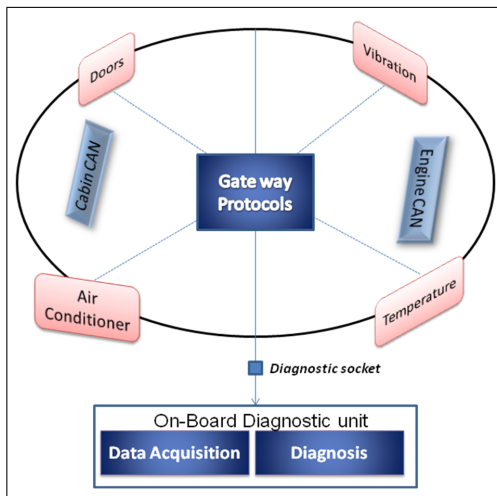 Doors
Vibration
Cabin CAN
Engine CAN
Gate way
Protocols
Air
Conditioner
Temperature
Diagnostic socket
On-Board Diagnostic unit
Data Acquisition
Diagnosis